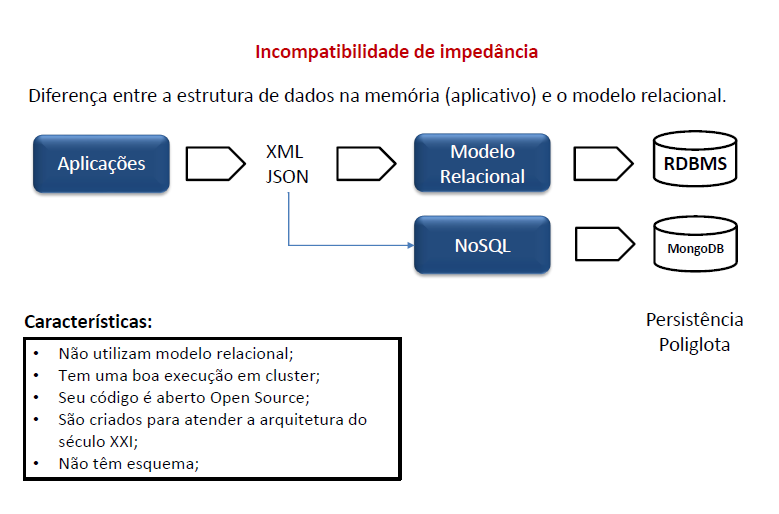 Incompatibilidade de impedância
Diferença entre a estrutura de dados na memória (aplicativo) e o modelo relacional.
Aplicações
XML
JSON
Modelo
Relacional
RDBMS
NoSQL
MongoDB
Persistência
Poliglota
Características:
• Não utilizam modelo relacional;
• Tem uma boa execução em cluster;
• Seu código é aberto Open Source;
• São criados para atender a arquitetura do
século XXI;
• Não têm esquema;